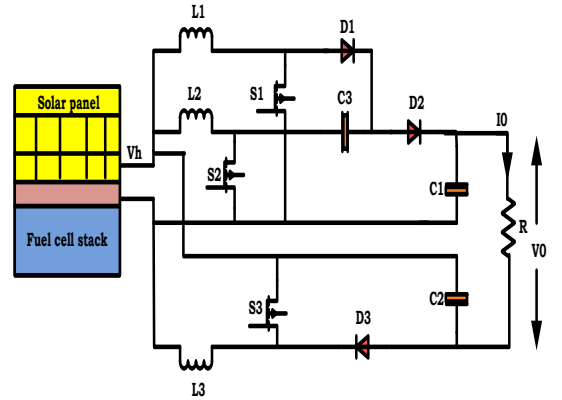 L1
D1
Solar panel
S1
L2
C3
D2
I0
Vh
S2
C1
R
V0
Fuel cell stack
S3
C2
D3
L3